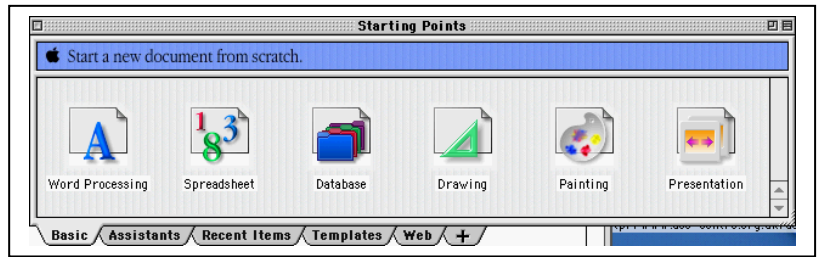 Starting Points
Start a new document from scratch.
Word Processing Spreadsheet Database Drawing Painting Presentation
Basic Assistants Recent Items Templates Web +